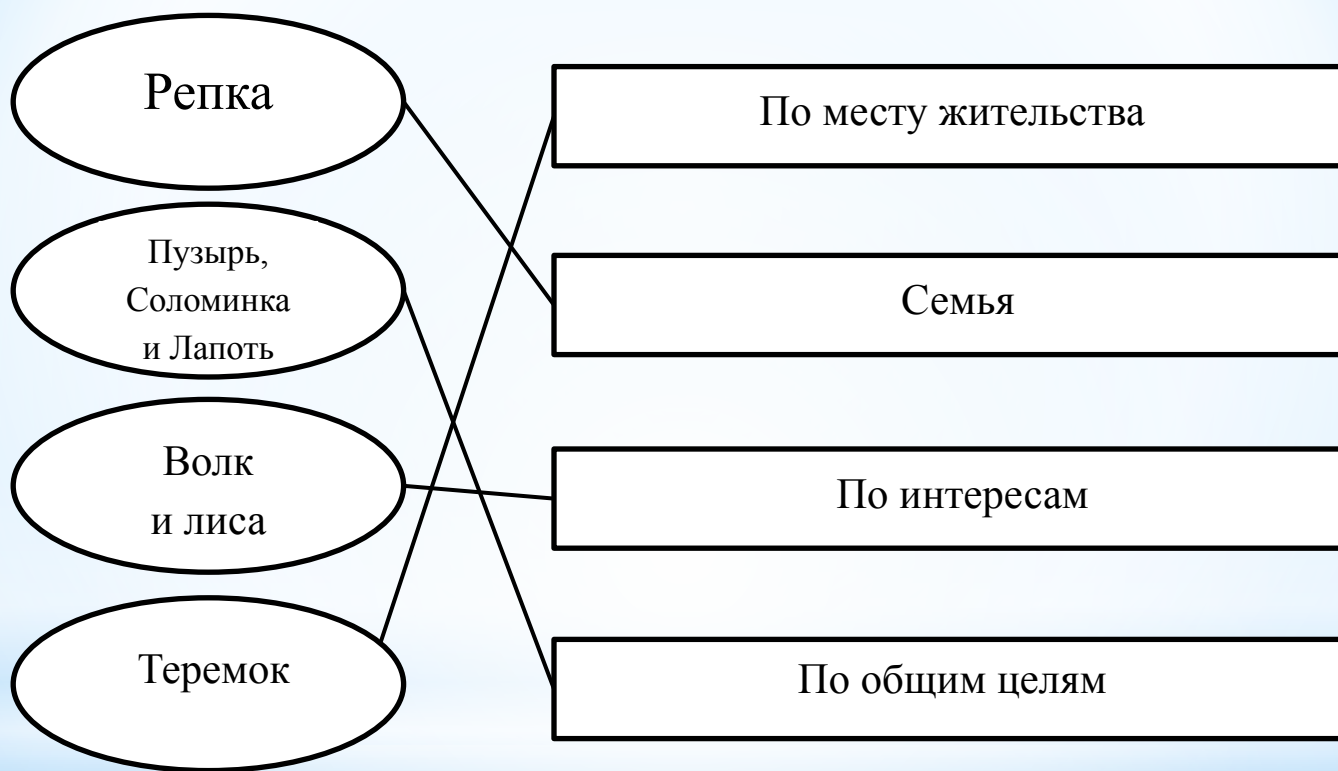 Репка
Пузырь,
Соломинка
и Лапоть
Волк
и лиса
Теремок
По месту жительства
Семья
По интересам
По общим целям